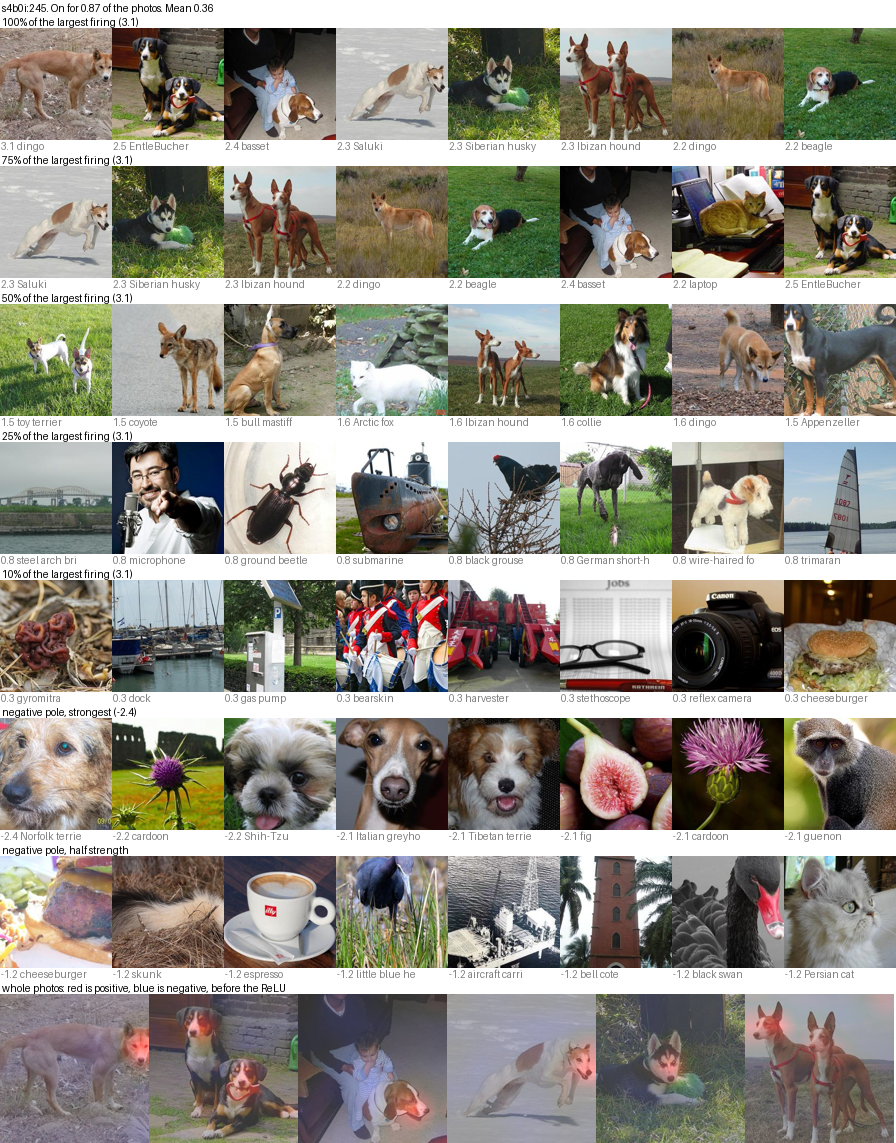 s4b0i:245. On for 0.87 of the photos. Mean 0.36
100% of the largest firing (3.1)
3.1 dingo
2.5 EntleBucher
2.4 basset
2.3 Saluki
2.3 Siberian husky
2.3 Ibizan hound
2.2 dingo
2.2 beagle
75% of the largest firing (3.1)
2.3 Saluki
2.3 Siberian husky
2.3 Ibizan hound
2.2 dingo
2.2 beagle
2.4 basset
2.2 laptop
2.5 EntleBucher
50% of the largest firing (3.1)
1.5 toy terrier
1.5 coyote
1.5 bull mastiff
1.6 Arctic fox
1.6 Ibizan hound
1.6 collie
1.6 dingo
1.5 Appenzeller
25% of the largest firing (3.1)
0.8 steel arch bri
0.8 microphone
0.8 ground beetle
0.8 submarine
0.8 black grouse
0.8 German short-h
0.8 wire-haired fo
0.8 trimaran
10% of the largest firing (3.1)
Jobs
Canon
0.3 gyromitra
0.3 dock
0.3 gas pump
0.3 bearskin
0.3 harvester
0.3 stethoscope
0.3 reflex camera
0.3 cheeseburger
negative pole, strongest (-2.4)
-2.4 Norfolk terrie
-2.2 cardoon
-2.2 Shih-Tzu
-2.1 Italian greyho
-2.1 Tibetan terrie
-2.1 fig
-2.1 cardoon
-2.1 guenon
negative pole, half strength
illy
-1.2 cheeseburger
-1.2 skunk
-1.2 espresso
-1.2 little blue he
-1.2 aircraft carri
-1.2 bell cote
-1.2 black swan
-1.2 Persian cat
whole photos: red is positive, blue is negative, before the ReLU